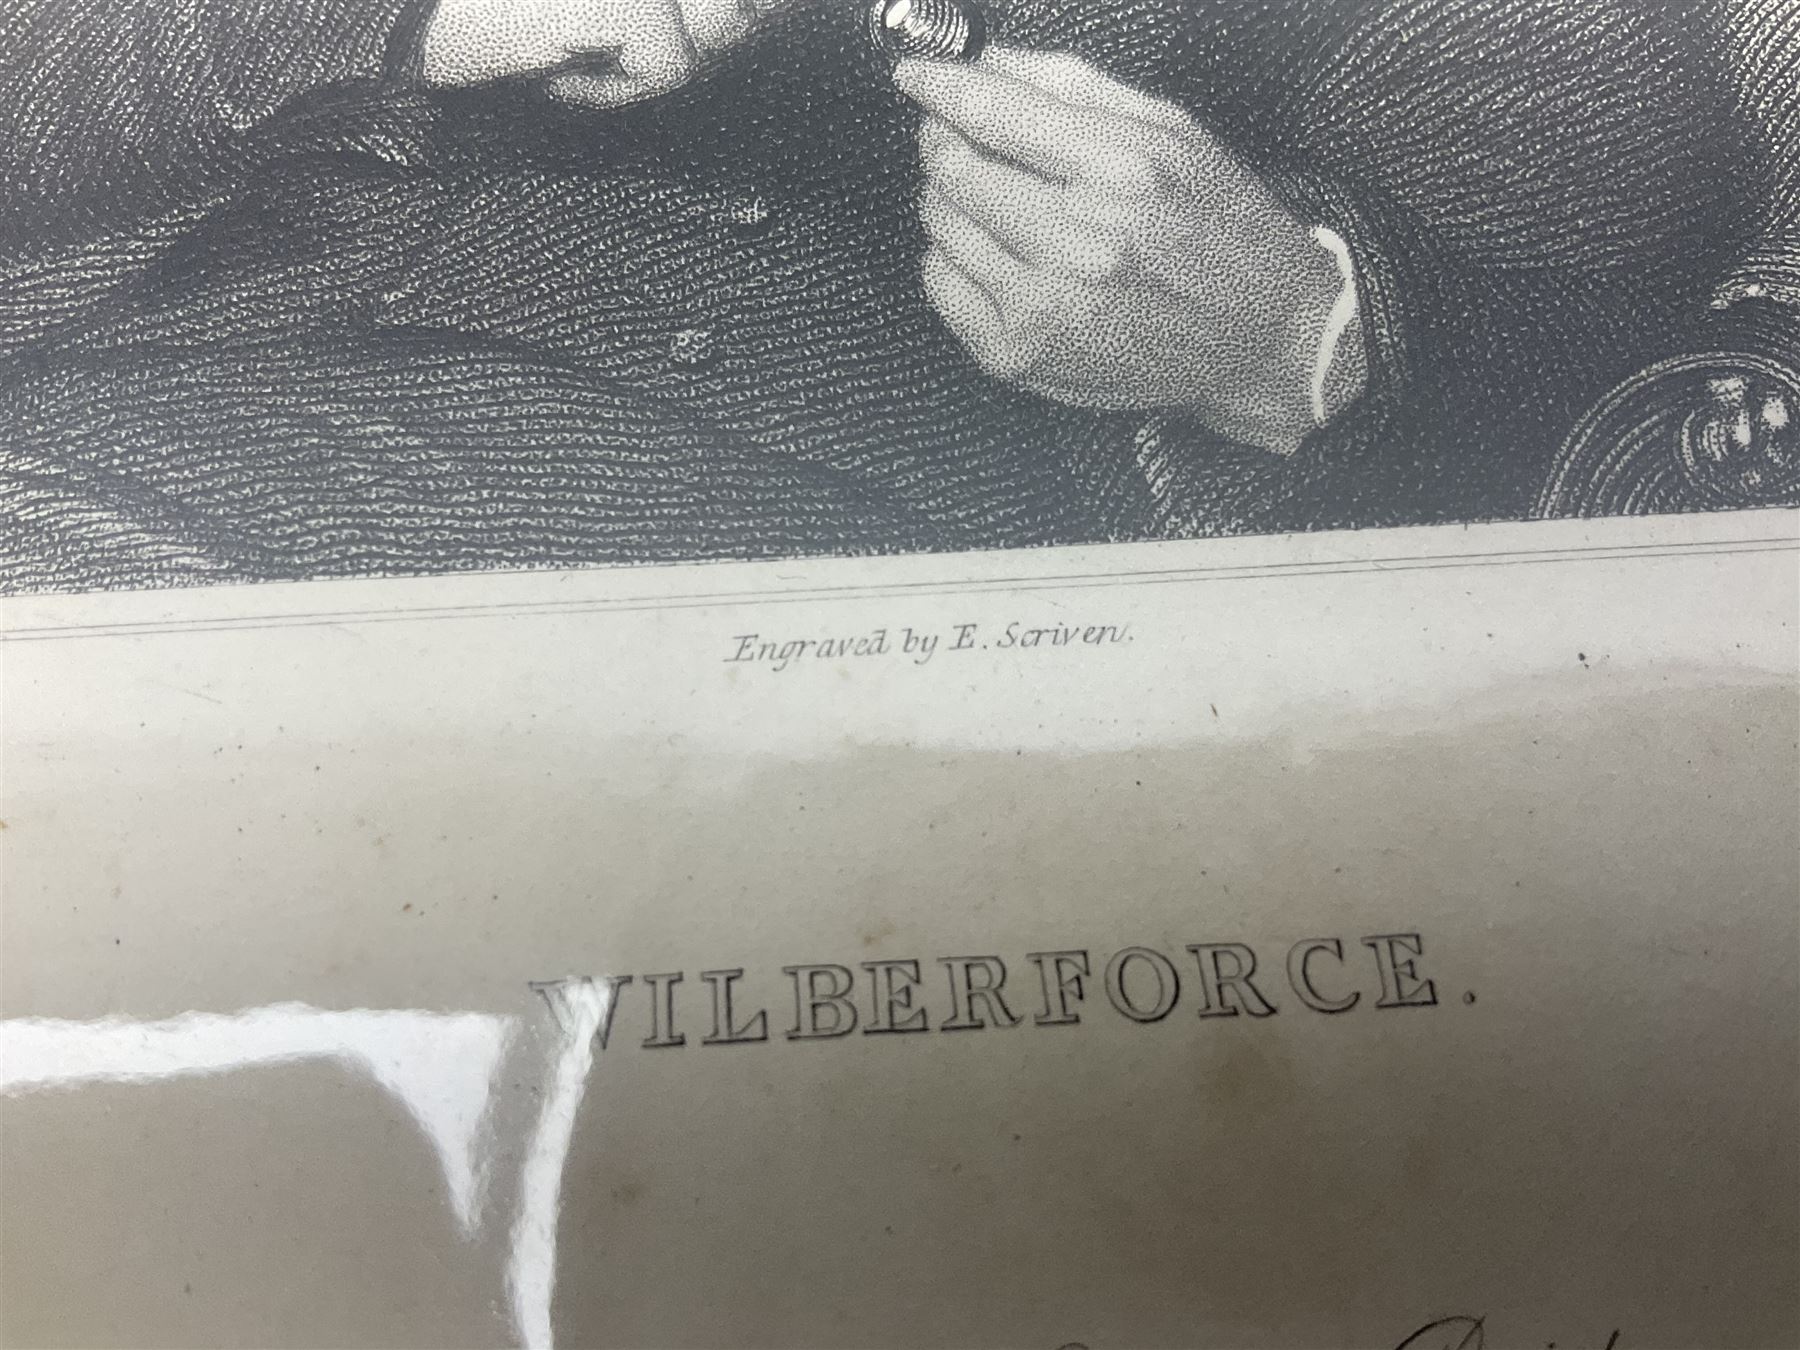 Engraved by E. Scriven.
WILBERFORCE.